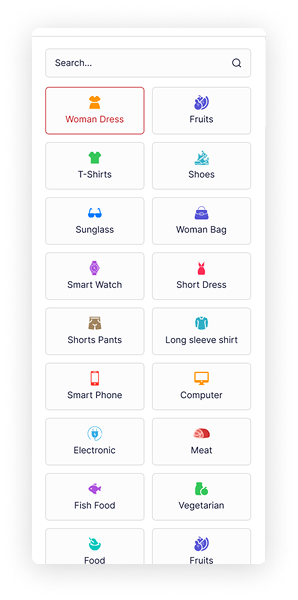 Search...
Woman Dress
Fruits
T-Shirts
Shoes
Sunglass
Woman Bag
Smart Watch
Short Dress
Shorts Pants
Long sleeve shirt
Smart Phone
Computer
Electronic
Meat
Fish Food
Vegetarian
Food
Fruits